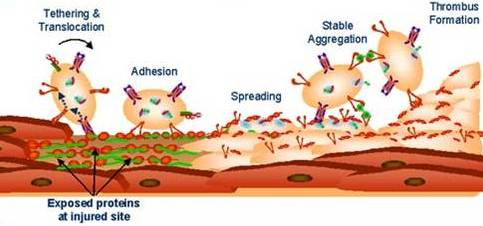 Tethering &
Translocation
Adhesion
Spreading
Stable
Aggregation
Thrombus
Formation
Exposed proteins
at injured site